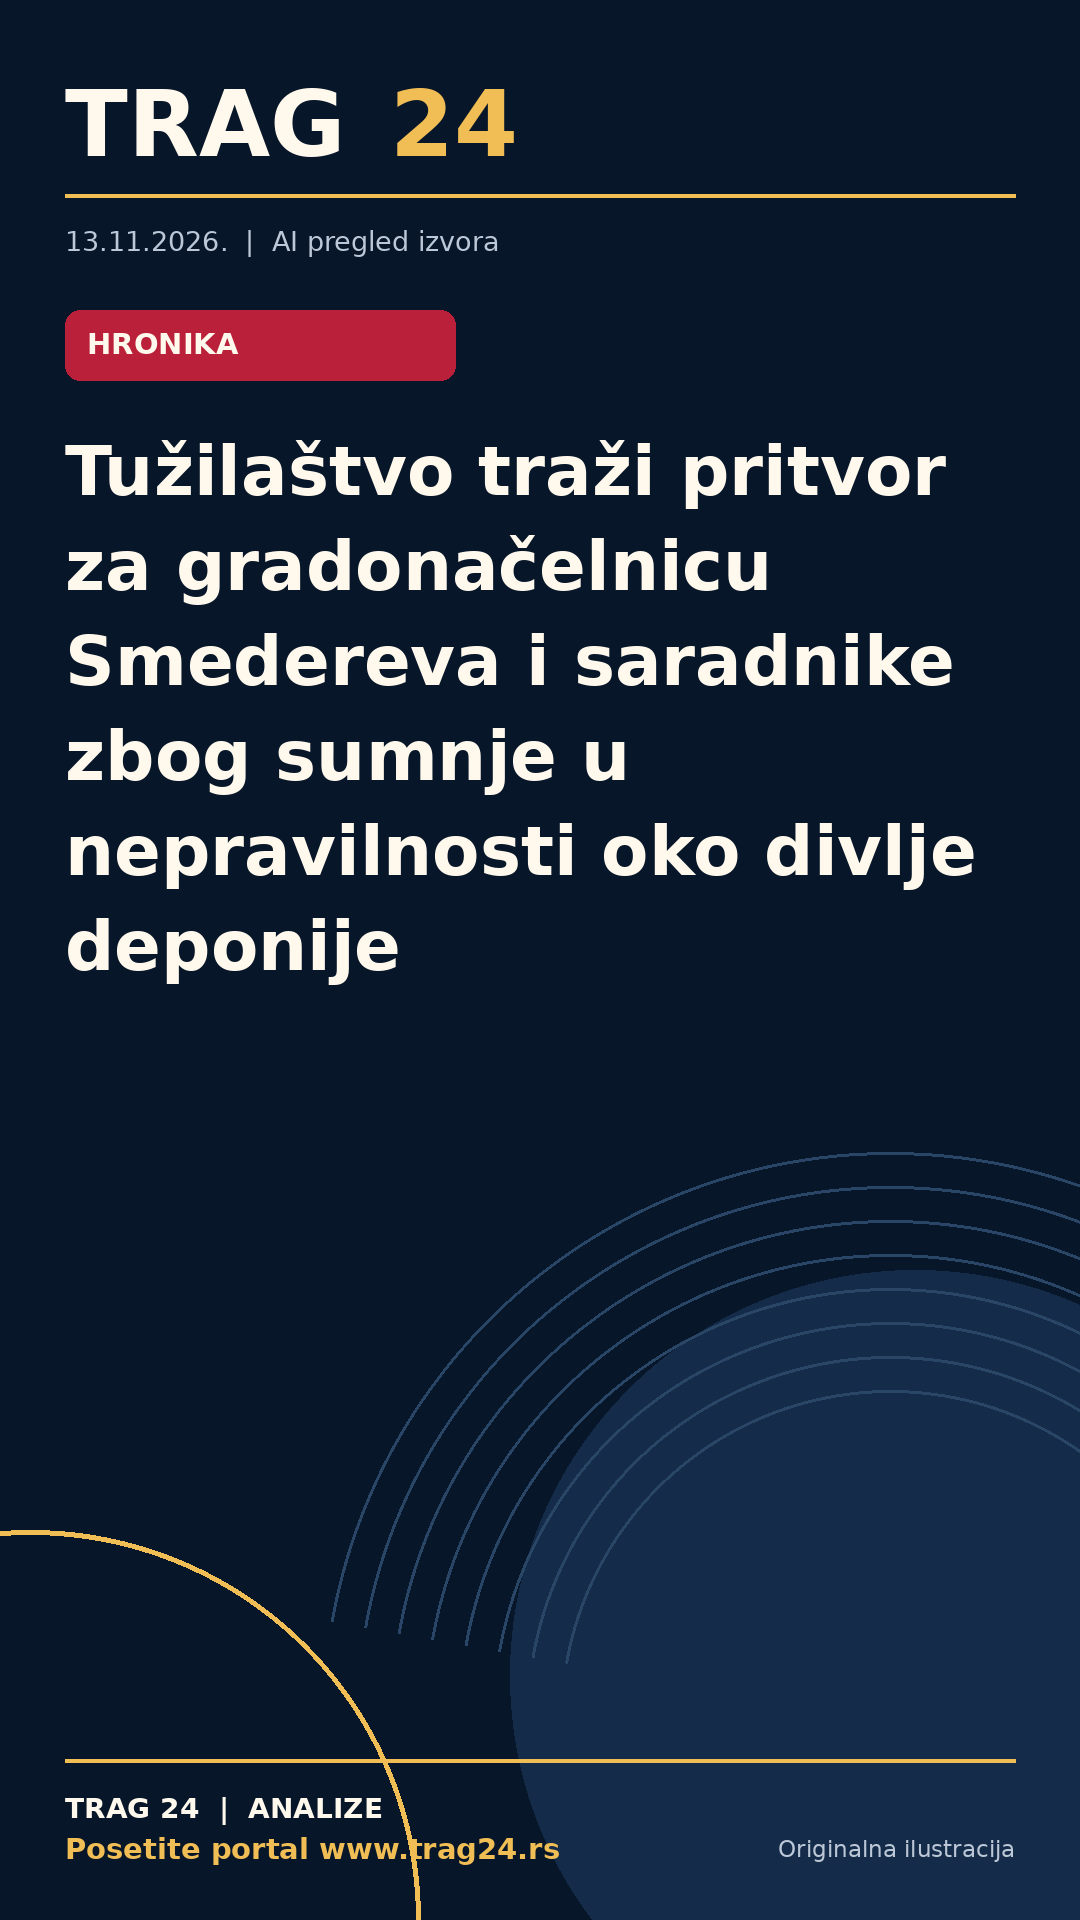 TRAG 24
13.11.2026. | AI pregled izvora
HRONIKA
Tužilaštvo traži pritvor
za gradonačelnicu
Smedereva i saradnike
zbog sumnje u
nepravilnosti oko divlje
deponije
TRAG 24 | ANALIZE
Posetite portal www.trag24.rs
Originalna ilustracija